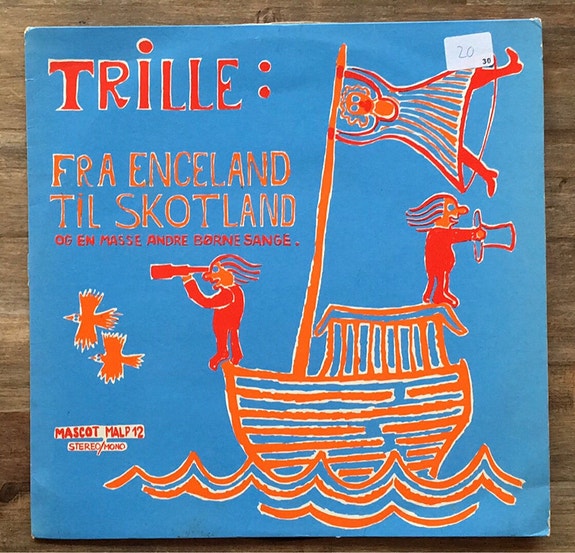 TRILLE:
20
30
FRA ENGELAND
TIL SKOTLAND
OG EN MASSE ANDRE BØRNESANGE.
MASCOT MALP 12
STEREO/MONO